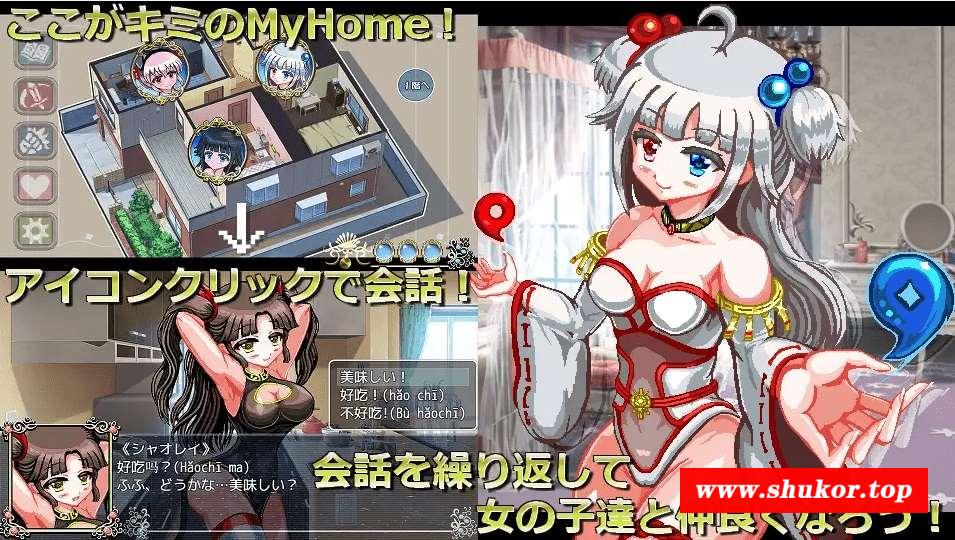 ここがキミのMyHome！
1階へ
アイコンクリックで会話！
美味しい！
好吃！(hǎo chī)
不好吃!(Bù hǎochī)
《シャオレイ》
好吃吗？(Hǎochī ma)
ふふ、どうかな…美味しい？
会話を繰り返して
女の子達と仲良くなろう！
www.shukor.top